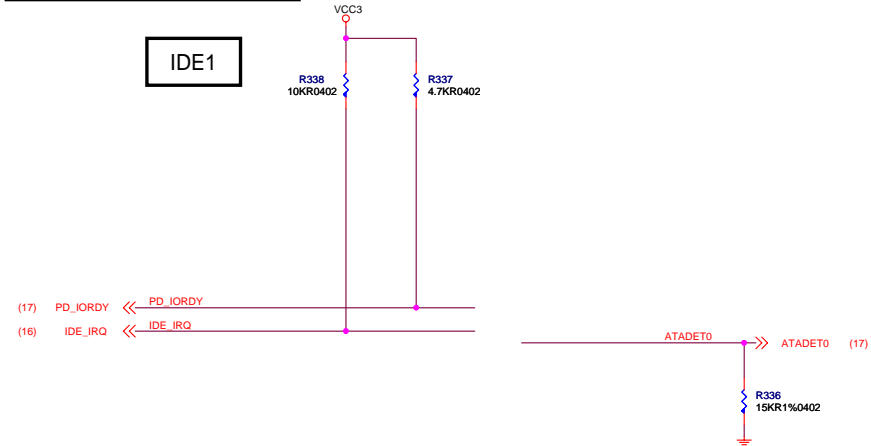 VCC3
IDE1
R338
10KR0402
R337
4.7KR0402
(17) PD_IORDY PD_IORDY
(16) IDE_IRQ IDE_IRQ
ATADET0 ATADET0 (17)
R336
15KR1%0402